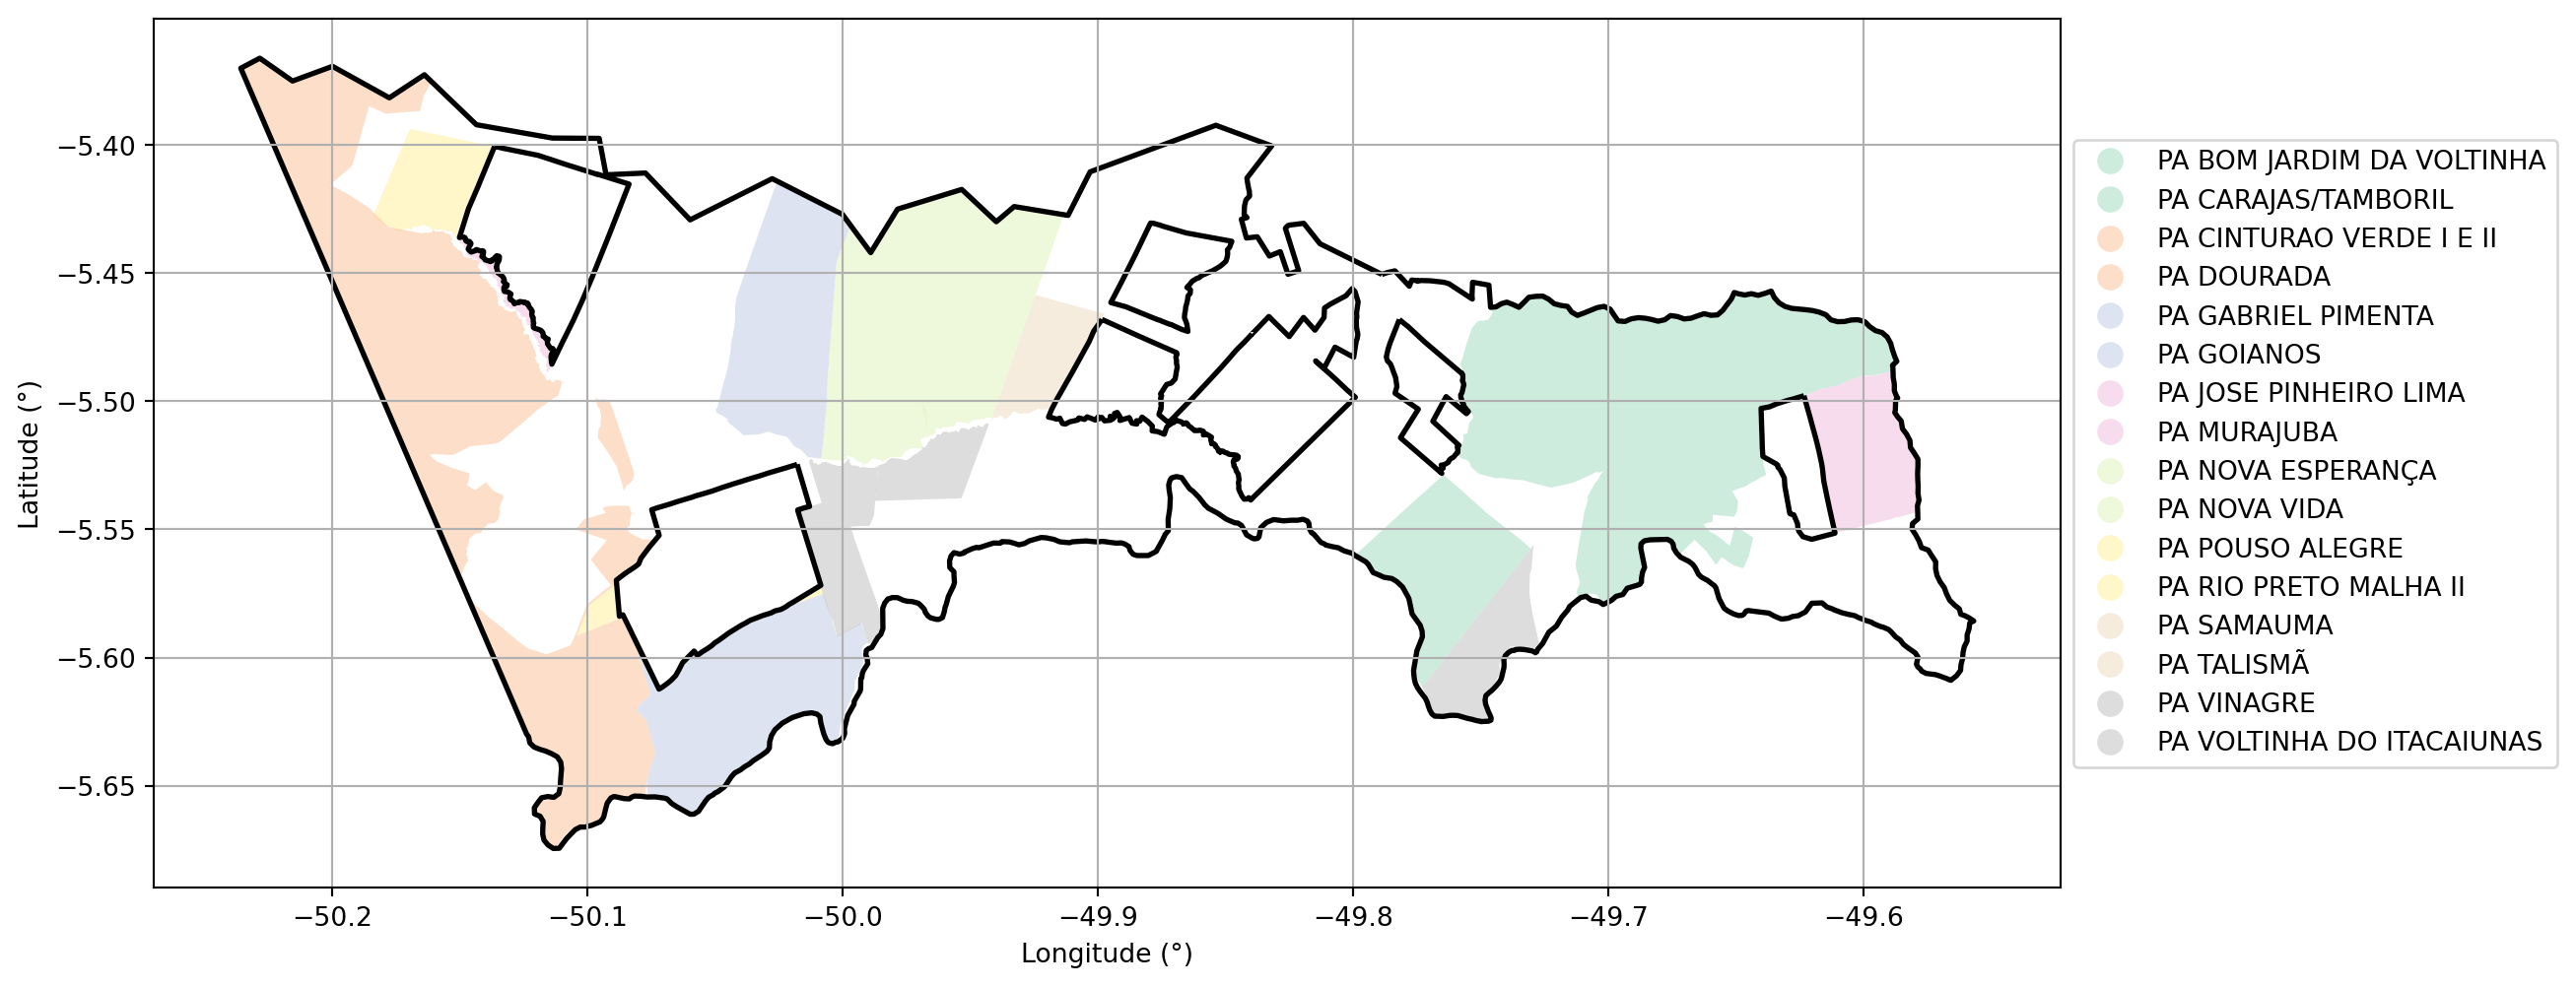 −5.40
−5.45
−5.50
−5.55
−5.60
−5.65
Latitude (°)
−50.2 −50.1 −50.0 −49.9 −49.8 −49.7 −49.6
Longitude (°)
PA BOM JARDIM DA VOLTINHA
PA CARAJAS/TAMBORIL
PA CINTURAO VERDE I E II
PA DOURADA
PA GABRIEL PIMENTA
PA GOIANOS
PA JOSE PINHEIRO LIMA
PA MURAJUBA
PA NOVA ESPERANÇA
PA NOVA VIDA
PA POUSO ALEGRE
PA RIO PRETO MALHA II
PA SAMAUMA
PA TALISMÃ
PA VINAGRE
PA VOLTINHA DO ITACAIUNAS